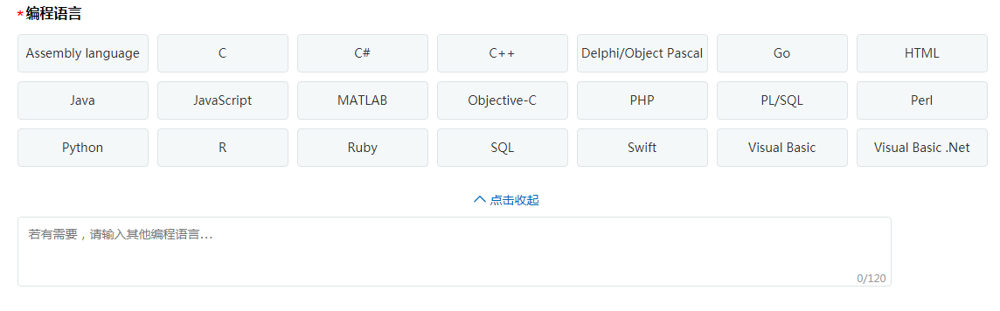 *编程语言
Assembly language C C# C++ Delphi/Object Pascal Go HTML
Java JavaScript MATLAB Objective-C PHP PL/SQL Perl
Python R Ruby SQL Swift Visual Basic Visual Basic .Net
点击收起
若有需要，请输入其他编程语言...
0/120